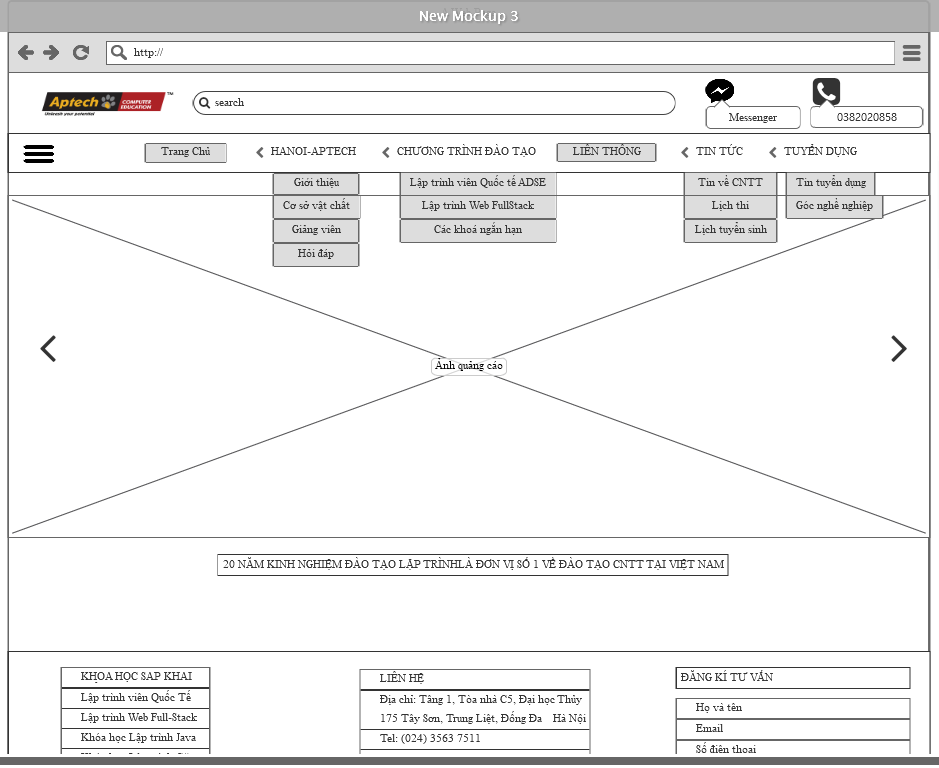 New Mockup 3
http://
Aptech COMPUTER EDUCATION TM
Unleash your potential
search
Messenger
0382020858
Trang Chủ
HANOI-APTECH
CHƯƠNG TRÌNH ĐÀO TẠO
LIÊN THÔNG
TIN TỨC
TUYỂN DỤNG
Giới thiệu
Lập trình viên Quốc tế ADSE
Tin về CNTT
Tin tuyển dụng
Cơ sở vật chất
Lập trình Web FullStack
Lịch thi
Góc nghề nghiệp
Giảng viên
Các khoá ngắn hạn
Lịch tuyển sinh
Hỏi đáp
Ảnh quảng cáo
20 NĂM KINH NGHIỆM ĐÀO TẠO LẬP TRÌNHLÀ ĐƠN VỊ SỐ 1 VỀ ĐÀO TẠO CNTT TẠI VIỆT NAM
KHỌA HỌC SAP KHAI
Lập trình viên Quốc Tế
Lập trình Web Full-Stack
Khóa học Lập trình Java
LIÊN HỆ
Địa chỉ: Tầng 1, Tòa nhà C5, Đại học Thủy
175 Tây Sơn, Trung Liệt, Đống Đa Hà Nội
Tel: (024) 3563 7511
ĐĂNG KÍ TƯ VẤN
Họ và tên
Email
Số điện thoại